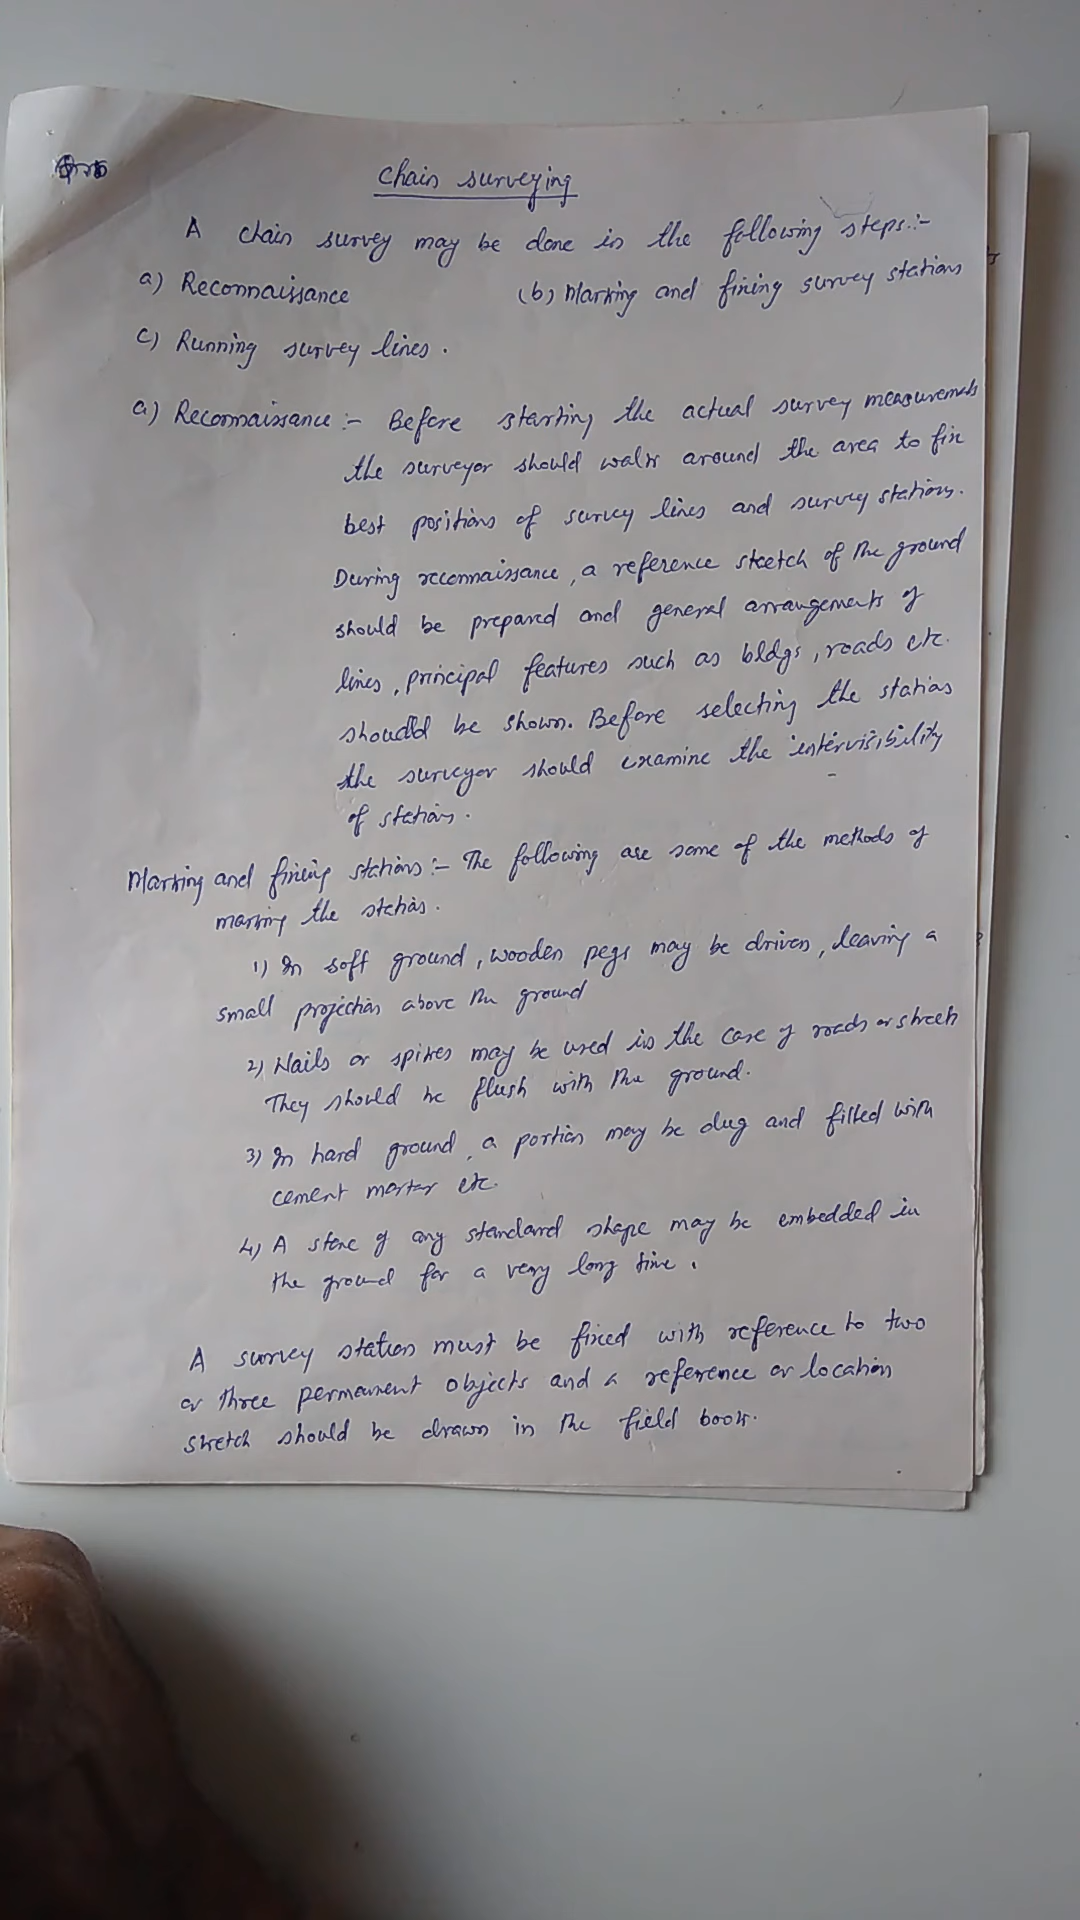 Chain surveying
A chain survey may be done in the following steps:-
a) Reconnaissance (b) Marking and fixing survey stations
c) Running survey lines.
a) Reconnaissance :- Before starting the actual survey measurements
the surveyor should walk around the area to fix
best positions of survey lines and survey stations.
During reconnaissance, a reference sketch of the ground
should be prepared and general arrangements of
lines, principal features such as bldgs, roads etc.
should be shown. Before selecting the stations
the surveyor should examine the intervisibility
of stations.
Marking and fixing stations :- The following are some of the methods of
marking the stations.
1) In soft ground, wooden pegs may be driven, leaving a
small projection above the ground
2) Nails or spikes may be used in the case of roads or streets
They should be flush with the ground.
3) In hard ground, a portion may be dug and filled with
cement mortar etc.
4) A stone of any standard shape may be embedded in
the ground for a very long time.
A survey station must be fixed with reference to two
or three permanent objects and a reference or location
sketch should be drawn in the field book.